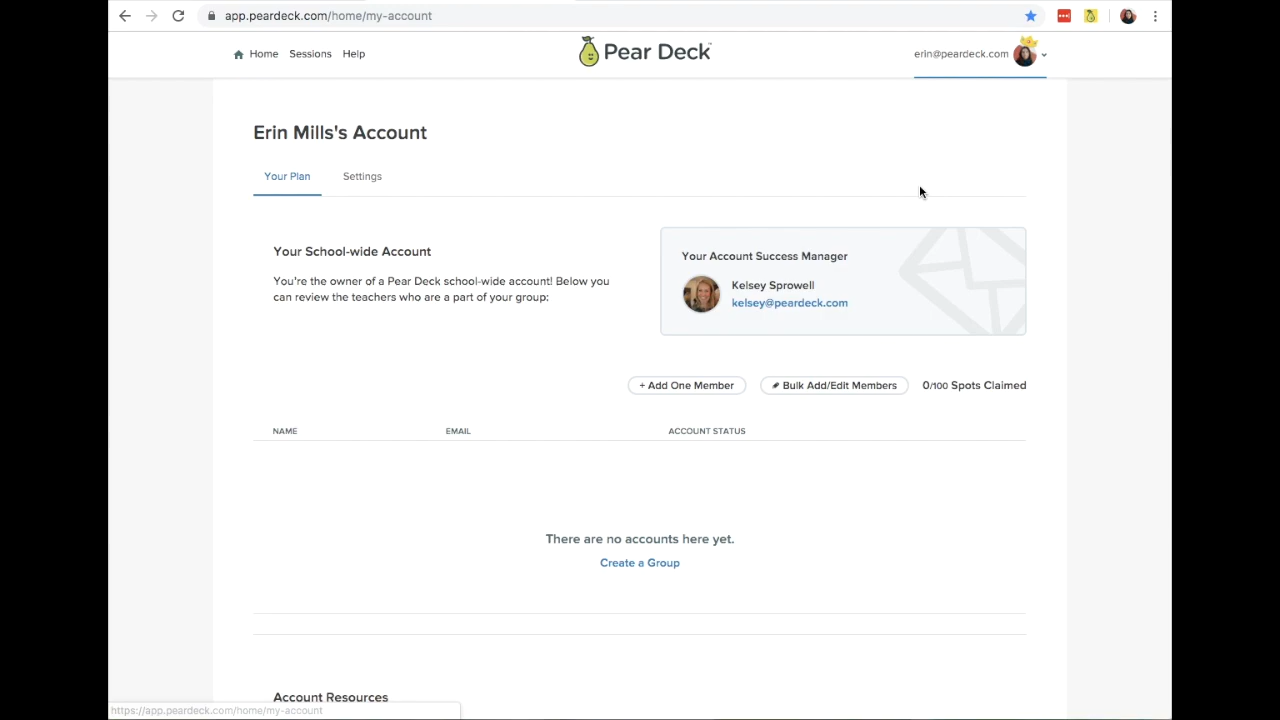 app.peardeck.com/home/my-account
Home Sessions Help
Pear Deck
erin@peardeck.com
Erin Mills's Account
Your Plan Settings
Your School-wide Account
You're the owner of a Pear Deck school-wide account! Below you
can review the teachers who are a part of your group:
Your Account Success Manager
Kelsey Sprowell
kelsey@peardeck.com
+ Add One Member
Bulk Add/Edit Members
0/100 Spots Claimed
NAME EMAIL ACCOUNT STATUS
There are no accounts here yet.
Create a Group
Account Resources
https://app.peardeck.com/home/my-account